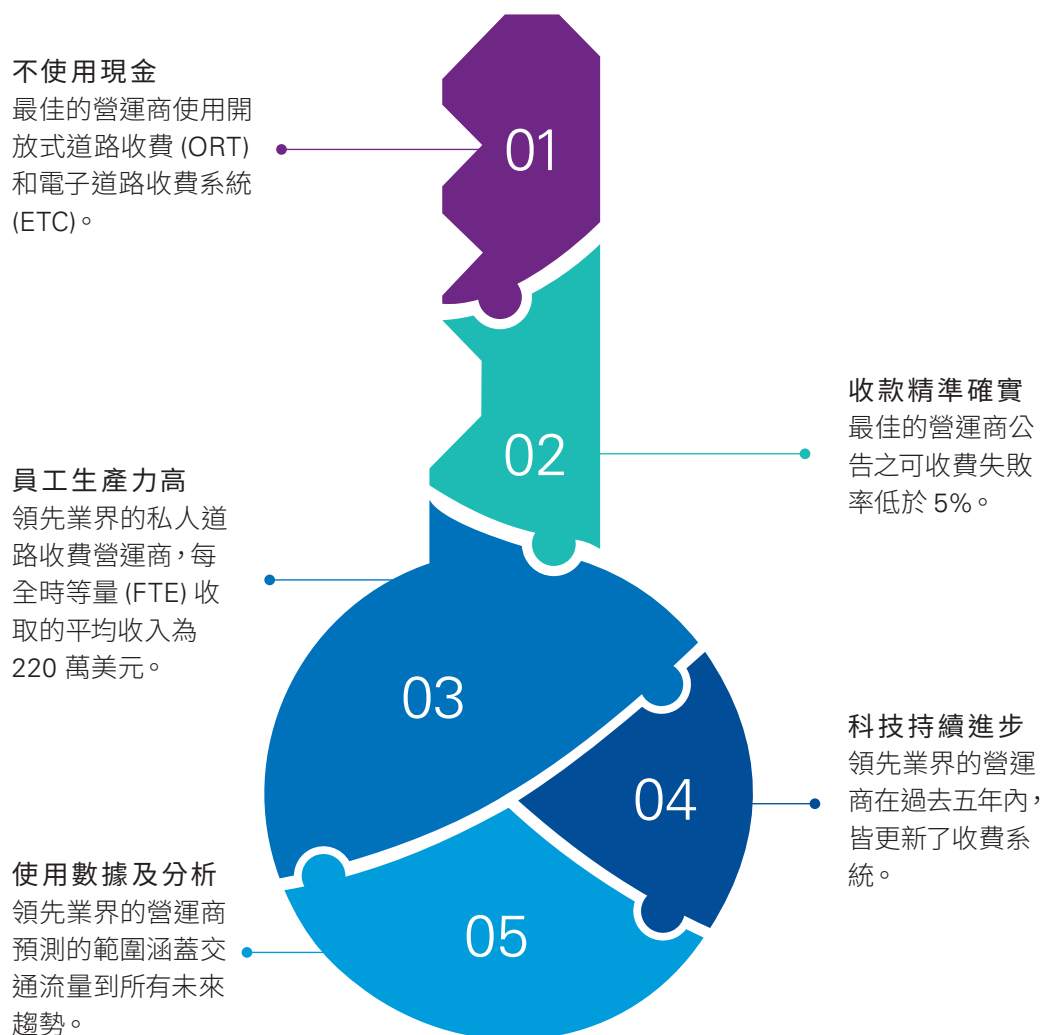 不使用現金
最佳的營運商使用開
放式道路收費 (ORT)
和電子道路收費系統
(ETC)。
01
02
收款精準確實
最佳的營運商公
告之可收費失敗
率低於 5%。
員工生產力高
領先業界的私人道
路收費營運商，每
全時等量 (FTE) 收
取的平均收入為
220 萬美元。
03
04
科技持續進步
領先業界的營運
商在過去五年內，
皆更新了收費系
統。
使用數據及分析
領先業界的營運商
預測的範圍涵蓋交
通流量到所有未來
趨勢。
05